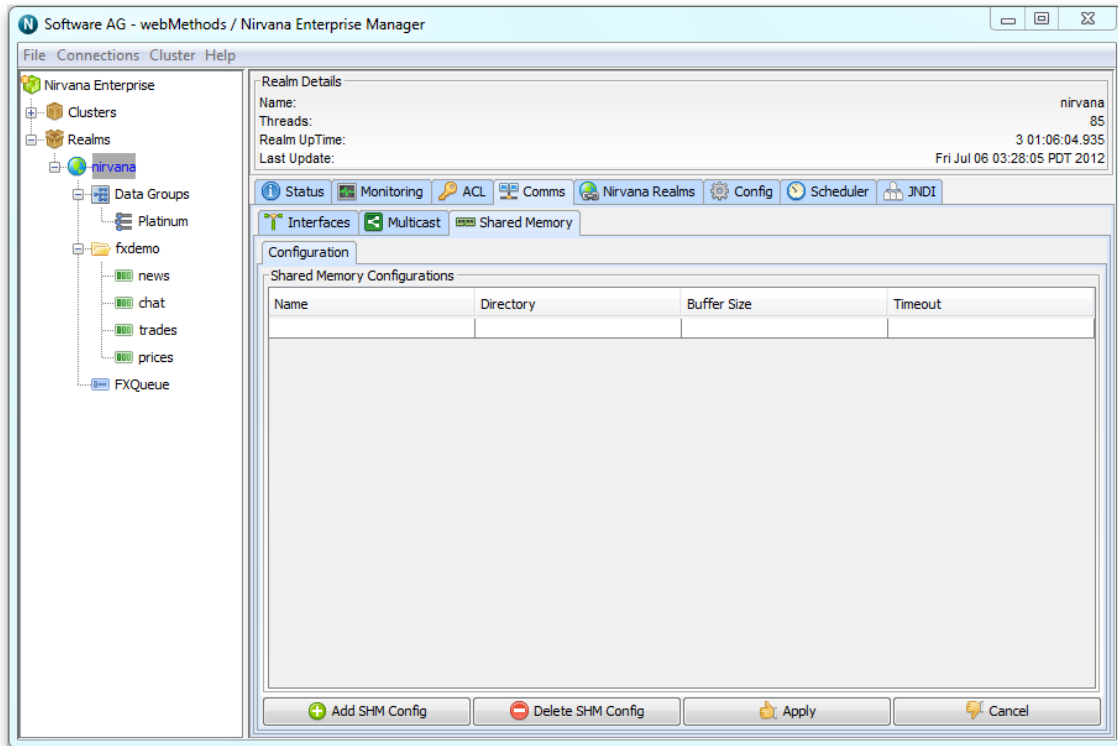 Software AG - webMethods / Nirvana Enterprise Manager
File Connections Cluster Help
Nirvana Enterprise
Clusters
Realms
nirvana
Data Groups
Platinum
fxdemo
news
chat
trades
prices
FXQueue
Realm Details
Name: nirvana
Threads: 85
Realm UpTime: 3 01:06:04.935
Last Update: Fri Jul 06 03:28:05 PDT 2012
Status Monitoring ACL Comms Nirvana Realms Config Scheduler JNDI
Interfaces Multicast Shared Memory
Configuration
Shared Memory Configurations
Name Directory Buffer Size Timeout
Add SHM Config Delete SHM Config Apply Cancel